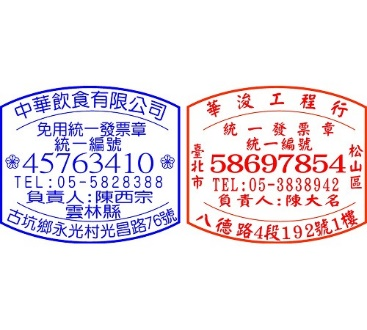 中華飲食有限公司
免用統一發票章
統一編號
45763410
TEL:05-5828388
負責人:陳西宗
雲林縣
古坑鄉永光村光昌路76號
華浚工程行
統一發票章
統一編號
臺北市
58697854
松山區
TEL:05-3838942
負責人:陳大名
八德路4段192號1樓